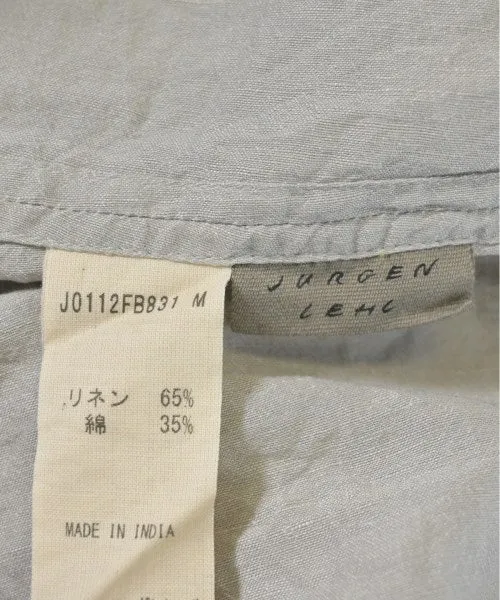 J0112FB831 M
JURGEN
LEHL
リネン 65%
綿 35%
MADE IN INDIA